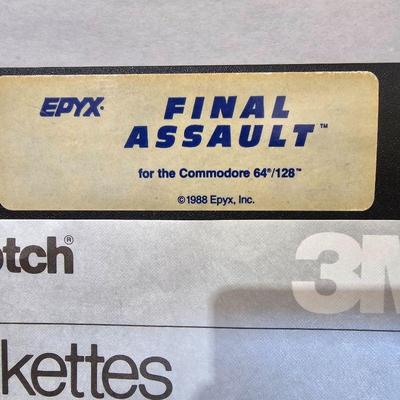 EPYX® FINAL
ASSAULT™
for the Commodore 64®/128™
©1988 Epyx, Inc.
otch® 3M
kettes